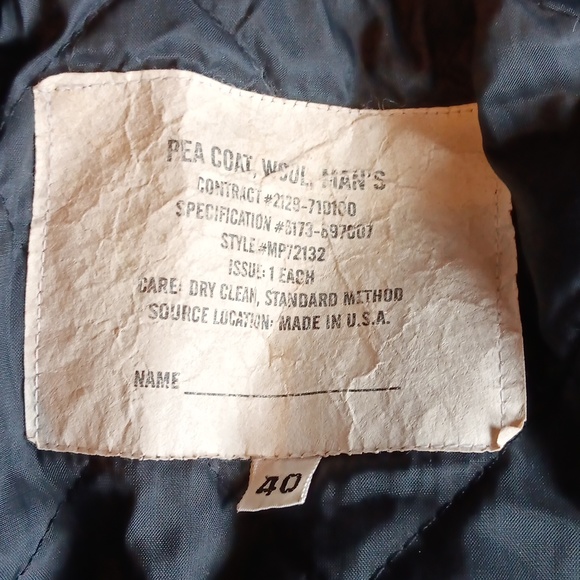 PEA COAT, WOOL, MAN'S
CONTRACT #2129-710100
SPECIFICATION #8173-897007
STYLE #MP72132
ISSUE: 1 EACH
CARE: DRY CLEAN, STANDARD METHOD
SOURCE LOCATION: MADE IN U.S.A.
NAME
40